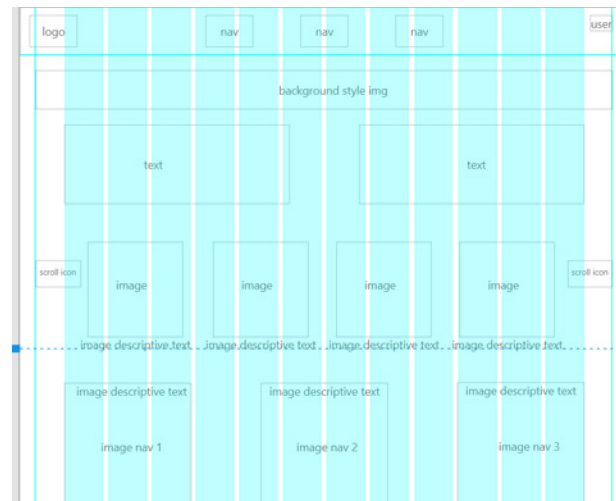 logo nav nav nav user
background style img
text text
scroll icon image image image image scroll icon
image descriptive text image descriptive text image descriptive text image descriptive text
image descriptive text image descriptive text image descriptive text
image nav 1 image nav 2 image nav 3